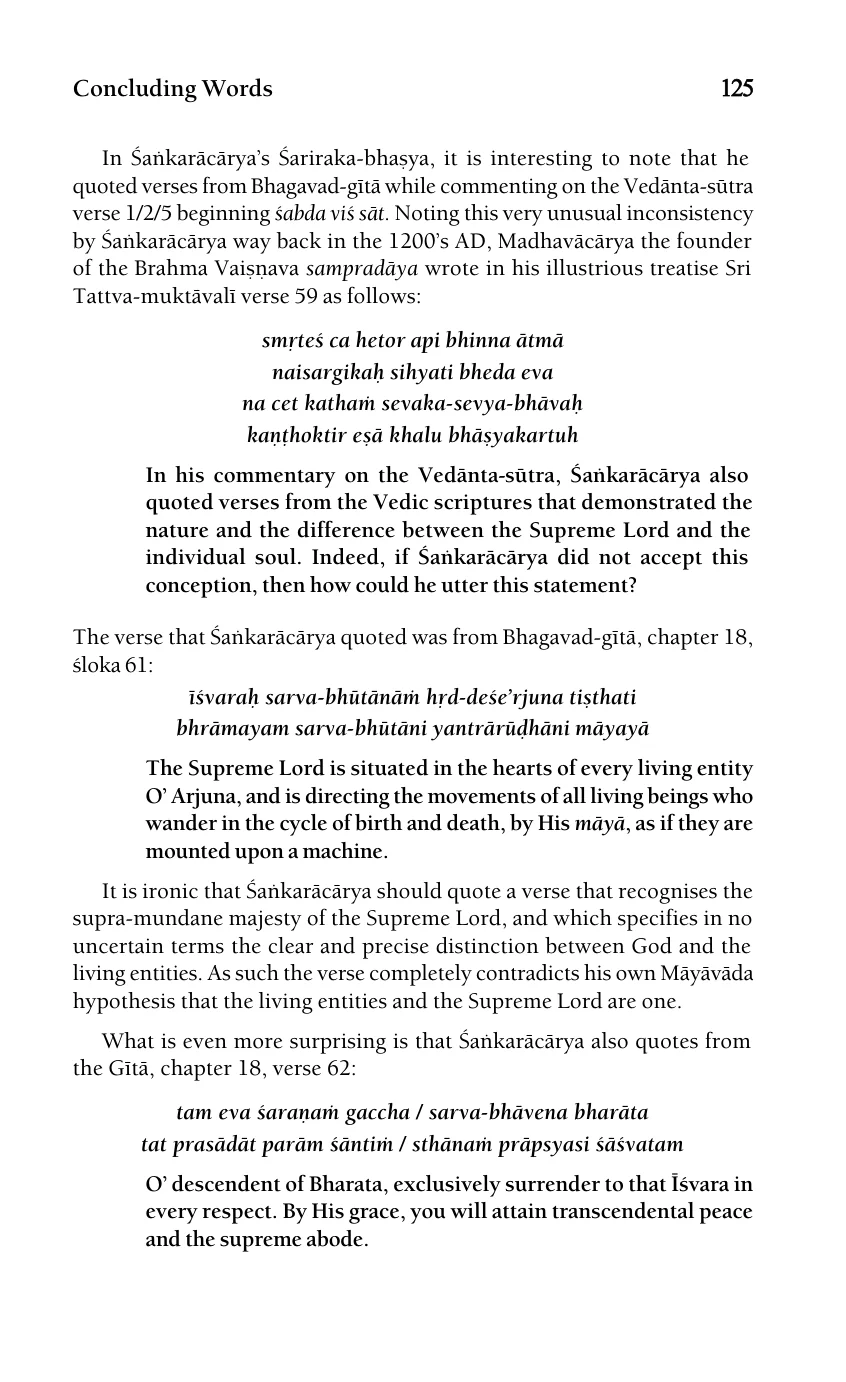 Concluding Words 125
In Śaṅkarācārya’s Śariraka-bhaṣya, it is interesting to note that he
quoted verses from Bhagavad-gītā while commenting on the Vedānta-sūtra
verse 1/2/5 beginning śabda viś sāt. Noting this very unusual inconsistency
by Śaṅkarācārya way back in the 1200’s AD, Madhavācārya the founder
of the Brahma Vaiṣṇava sampradāya wrote in his illustrious treatise Sri
Tattva-muktāvalī verse 59 as follows:
smṛteś ca hetor api bhinna ātmā
naisargikaḥ sihyati bheda eva
na cet kathaṁ sevaka-sevya-bhāvaḥ
kaṇṭhoktir eṣā khalu bhāṣyakartuh
In his commentary on the Vedānta-sūtra, Śaṅkarācārya also
quoted verses from the Vedic scriptures that demonstrated the
nature and the difference between the Supreme Lord and the
individual soul. Indeed, if Śaṅkarācārya did not accept this
conception, then how could he utter this statement?
The verse that Śaṅkarācārya quoted was from Bhagavad-gītā, chapter 18,
śloka 61:
īśvaraḥ sarva-bhūtānāṁ hṛd-deśe’rjuna tiṣthati
bhrāmayam sarva-bhūtāni yantrārūḍhāni māyayā
The Supreme Lord is situated in the hearts of every living entity
O’ Arjuna, and is directing the movements of all living beings who
wander in the cycle of birth and death, by His māyā, as if they are
mounted upon a machine.
It is ironic that Śaṅkarācārya should quote a verse that recognises the
supra-mundane majesty of the Supreme Lord, and which specifies in no
uncertain terms the clear and precise distinction between God and the
living entities. As such the verse completely contradicts his own Māyāvāda
hypothesis that the living entities and the Supreme Lord are one.
What is even more surprising is that Śaṅkarācārya also quotes from
the Gītā, chapter 18, verse 62:
tam eva śaraṇaṁ gaccha / sarva-bhāvena bharāta
tat prasādāt parām śāntiṁ / sthānaṁ prāpsyasi śāśvatam
O’ descendent of Bharata, exclusively surrender to that Īśvara in
every respect. By His grace, you will attain transcendental peace
and the supreme abode.